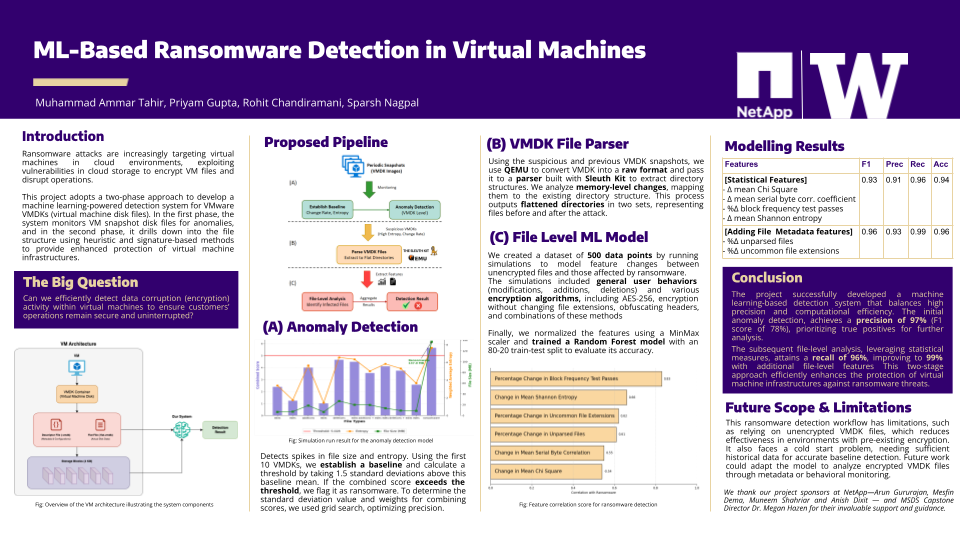 ML-Based Ransomware Detection in Virtual Machines
Muhammad Ammar Tahir, Priyam Gupta, Rohit Chandiramani, Sparsh Nagpal
NetApp
W
Introduction
Ransomware attacks are increasingly targeting virtual
machines in cloud environments, exploiting
vulnerabilities in cloud storage to encrypt VM files and
disrupt operations.
This project adopts a two-phase approach to develop a
machine learning-powered detection system for VMware
VMDKs (virtual machine disk files). In the first phase, the
system monitors VM snapshot disk files for anomalies,
and in the second phase, it drills down into the file
structure using heuristic and signature-based methods
to provide enhanced protection of virtual machine
infrastructures.
The Big Question
Can we efficiently detect data corruption (encryption)
activity within virtual machines to ensure customers'
operations remain secure and uninterrupted?
VM Architecture
VM
VMDK Container
(Virtual Machine Disk)
Our System
Detection
Result
Fig: Overview of the VM architecture illustrating the system components
Proposed Pipeline
Periodic Snapshots
(VMDK Images)
[A]
Monitoring
Establish Baseline
Change Rate, Entropy
Anomaly Detection
(VMDK Level)
Suspicious VMDKs
(High Entropy, Change Rate)
[B]
Parse VMDK Files
Extract to Flat Directories
THE SLEUTH KIT
QEMU
Extract Features
[C]
File-Level Analysis
Identify Infected Files
Aggregate
Results
Detection Result
(A) Anomaly Detection
Fig: Simulation run result for the anomaly detection model
Detects spikes in file size and entropy. Using the first
10 VMDKs, we establish a baseline and calculate a
threshold by taking 1.5 standard deviations above this
baseline mean. If the combined score exceeds the
threshold, we flag it as ransomware. To determine the
standard deviation value and weights for combining
scores, we used grid search, optimizing precision.
(B) VMDK File Parser
Using the suspicious and previous VMDK snapshots, we
use QEMU to convert VMDK into a raw format and pass
it to a parser built with Sleuth Kit to extract directory
structures. We analyze memory-level changes, mapping
them to the existing directory structure. This process
outputs flattened directories in two sets, representing
files before and after the attack.
(C) File Level ML Model
We created a dataset of 500 data points by running
simulations to model feature changes between
unencrypted files and those affected by ransomware.
The simulations included general user behaviors
(modifications, additions, deletions) and various
encryption algorithms, including AES-256, encryption
without changing file extensions, obfuscating headers,
and combinations of these methods
Finally, we normalized the features using a MinMax
scaler and trained a Random Forest model with an
80-20 train-test split to evaluate its accuracy.
Percentage Change in Block Frequency Test Passes
Change in Mean Shannon Entropy
Percentage Change in Uncommon File Extensions
Percentage Change in Unparsed Files
Change in Mean Serial Byte Correlation
Change in Mean Chi Square
0.0 0.2 0.4 0.6 0.8 1.0
Correlation with Ransomware
Fig: Feature correlation score for ransomware detection
Modelling Results
Features F1 Prec Rec Acc
[Statistical Features] 0.93 0.91 0.96 0.94
- Δ mean Chi Square
- Δ mean serial byte corr. coefficient
- %Δ block frequency test passes
- Δ mean Shannon entropy
[Adding File Metadata features] 0.96 0.93 0.99 0.96
- %Δ unparsed files
- %Δ uncommon file extensions
Conclusion
The project successfully developed a machine
learning-based detection system that balances high
precision and computational efficiency. The initial
anomaly detection, achieves a precision of 97% (F1
score of 78%), prioritizing true positives for further
analysis.
The subsequent file-level analysis, leveraging statistical
measures, attains a recall of 96%, improving to 99%
with additional file-level features This two-stage
approach efficiently enhances the protection of virtual
machine infrastructures against ransomware threats.
Future Scope & Limitations
This ransomware detection workflow has limitations, such
as relying on unencrypted VMDK files, which reduces
effectiveness in environments with pre-existing encryption.
It also faces a cold start problem, needing sufficient
historical data for accurate baseline detection. Future work
could adapt the model to analyze encrypted VMDK files
through metadata or behavioral monitoring.
We thank our project sponsors at NetApp—Arun Gururajan, Mesfin
Dema, Muneem Shahriar and Anish Dixit — and MSDS Capstone
Director Dr. Megan Hazen for their invaluable support and guidance.